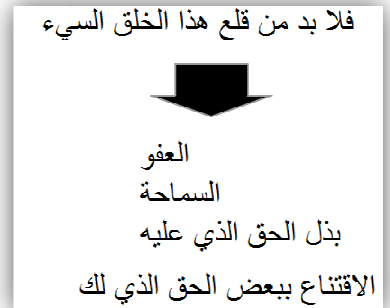 فلا بد من قلع هذا الخلق السيء
العفو
السماحة
بذل الحق الذي عليه
الاقتناع ببعض الحق الذي لك